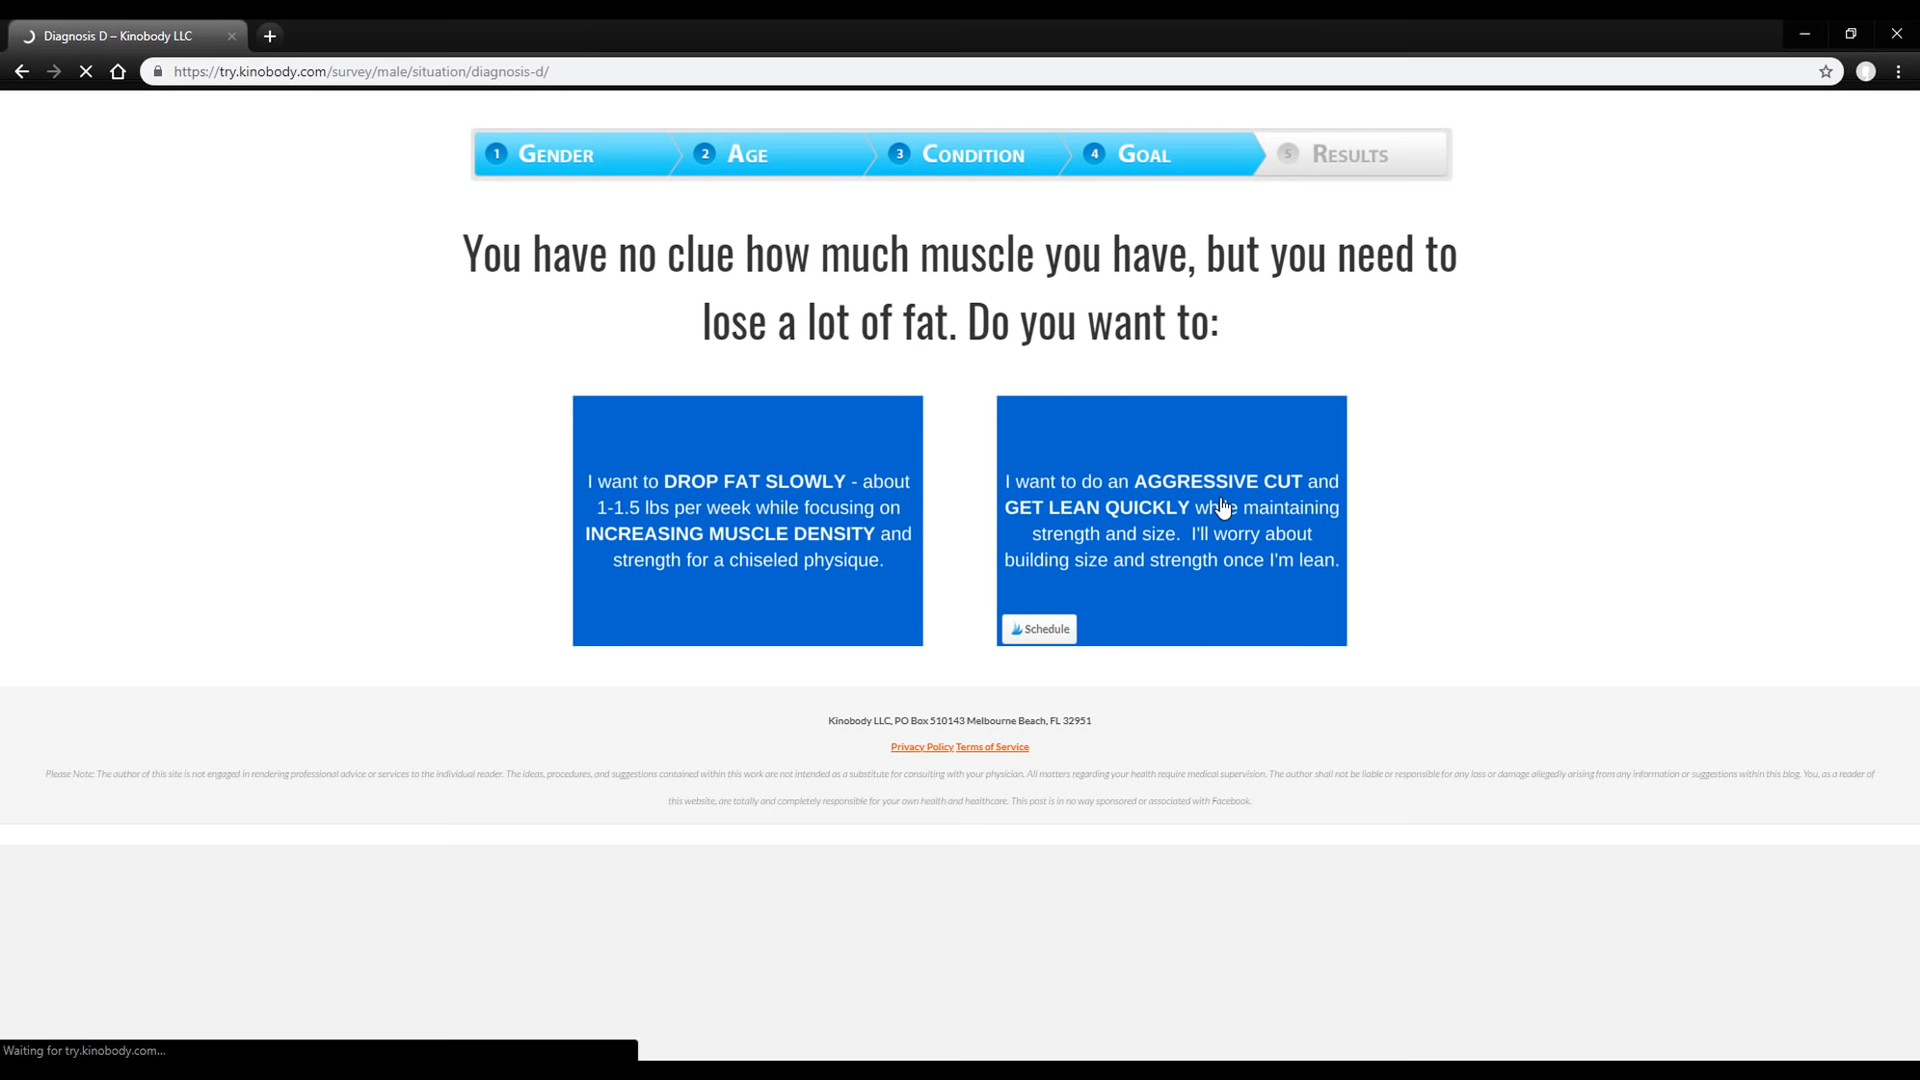 Diagnosis D – Kinobody LLC
https://try.kinobody.com/survey/male/situation/diagnosis-d/
1 GENDER
2 AGE
3 CONDITION
4 GOAL
5 RESULTS
You have no clue how much muscle you have, but you need to
lose a lot of fat. Do you want to:
I want to DROP FAT SLOWLY - about
1-1.5 lbs per week while focusing on
INCREASING MUSCLE DENSITY and
strength for a chiseled physique.
I want to do an AGGRESSIVE CUT and
GET LEAN QUICKLY while maintaining
strength and size. I'll worry about
building size and strength once I'm lean.
Schedule
Kinobody LLC, PO Box 510143 Melbourne Beach, FL 32951
Privacy Policy Terms of Service
Please Note: The author of this site is not engaged in rendering professional advice or services to the individual reader. The ideas, procedures, and suggestions contained within this work are not intended as a substitute for consulting with your physician. All matters regarding your health require medical supervision. The author shall not be liable or responsible for any loss or damage allegedly arising from any information or suggestions within this blog. You, as a reader of
this website, are totally and completely responsible for your own health and healthcare. This post is in no way sponsored or associated with Facebook.
Waiting for try.kinobody.com...